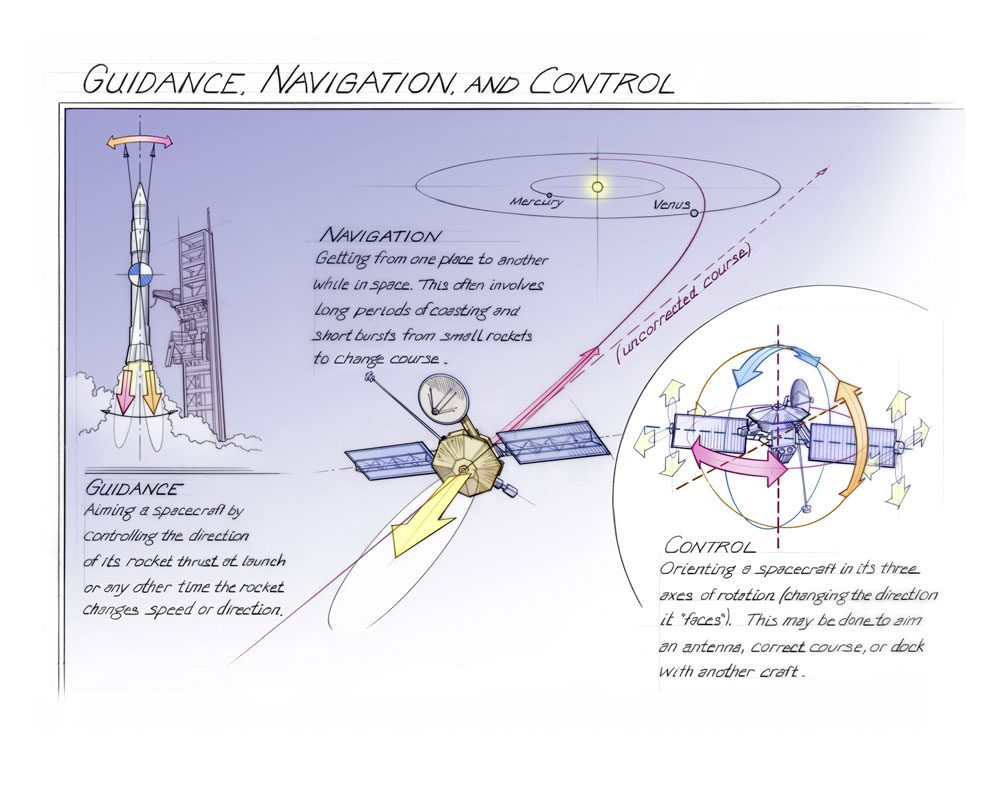 GUIDANCE, NAVIGATION, AND CONTROL
Mercury
Venus
(uncorrected course)
NAVIGATION
Getting from one place to another
while in space. This often involves
long periods of coasting and
short bursts from small rockets
to change course.
GUIDANCE
Aiming a spacecraft by
controlling the direction
of its rocket thrust at launch
or any other time the rocket
changes speed or direction.
CONTROL
Orienting a spacecraft in its three
axes of rotation (changing the direction
it "faces"). This may be done to aim
an antenna, correct course, or dock
with another craft.